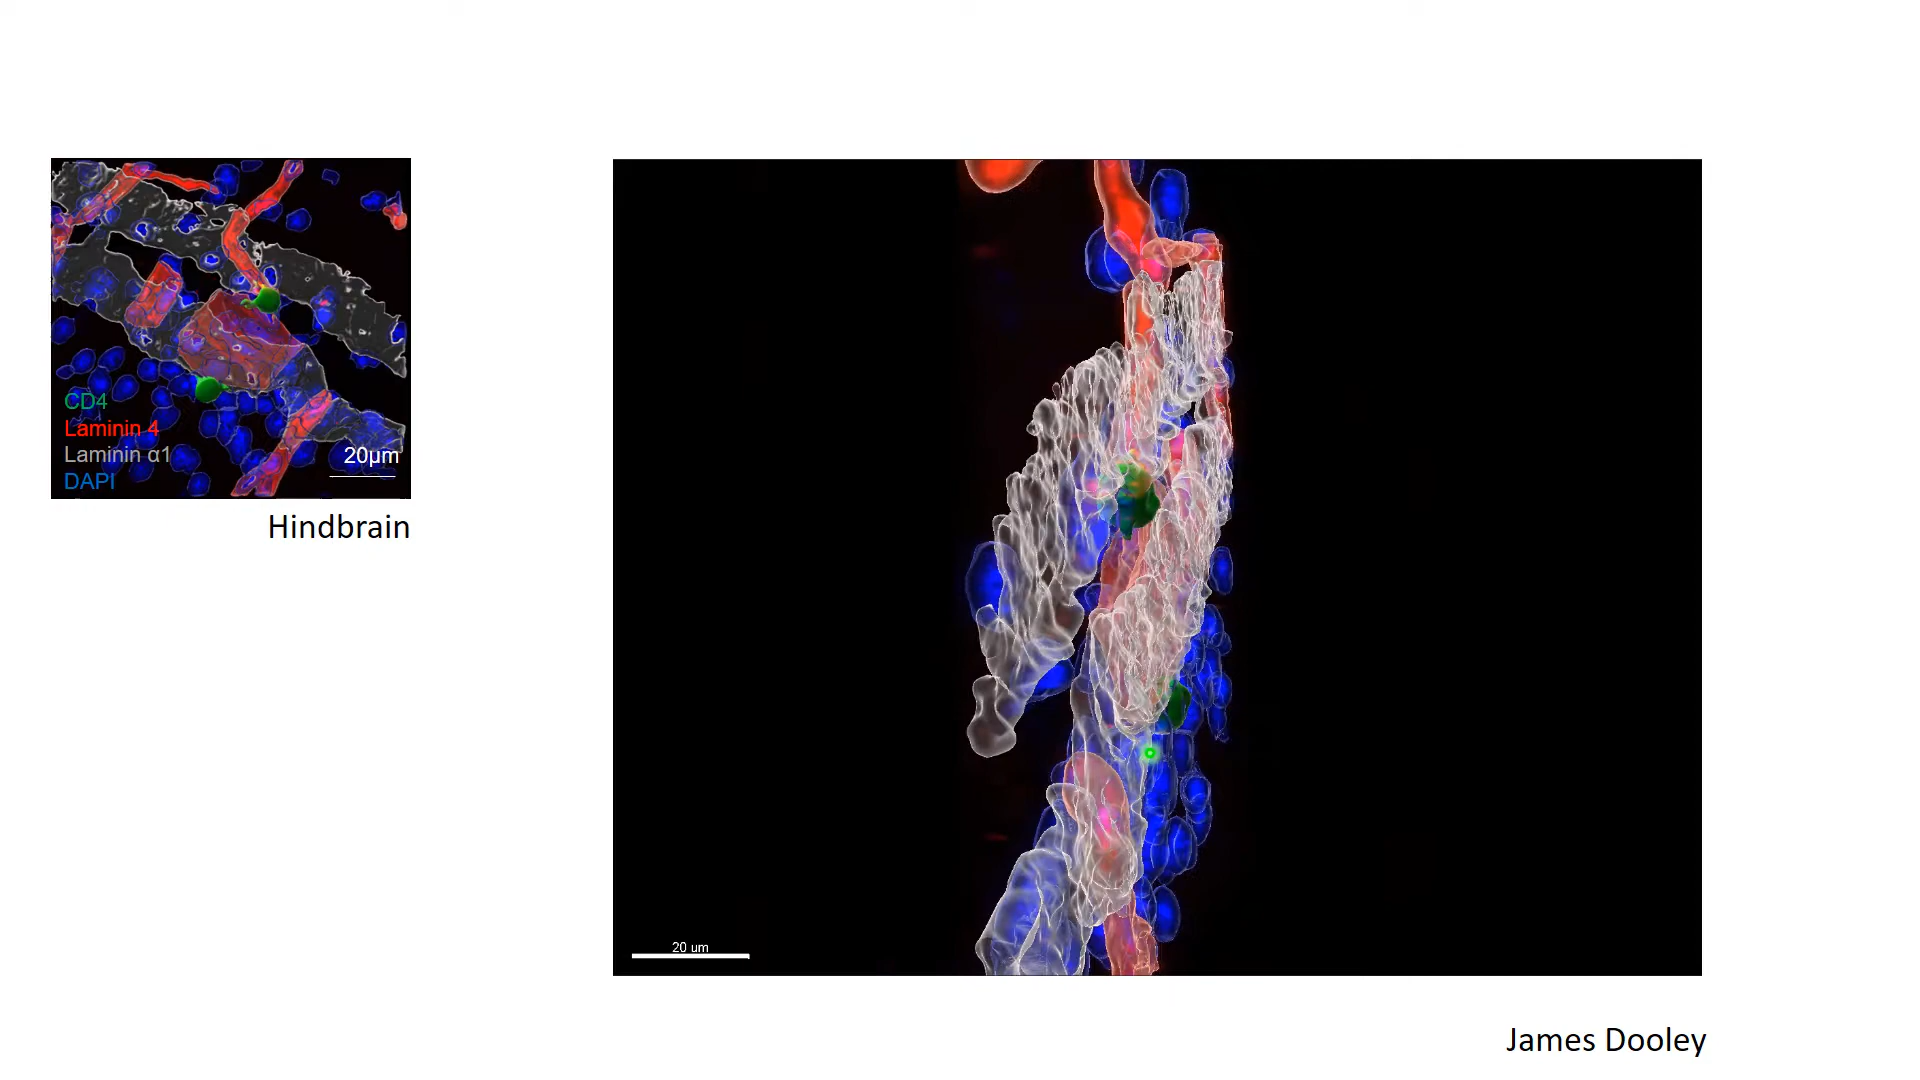 CD4
Laminin 4
Laminin α1
DAPI
20µm
Hindbrain
20 um
James Dooley